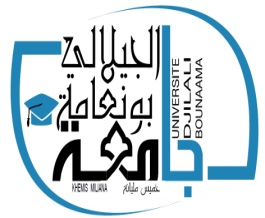 الجيلالي
بونعامة
جامعة
UNIVERSITE
DJILALI
BOUNAAMA
KHEMIS MILIANA خميس مليانة